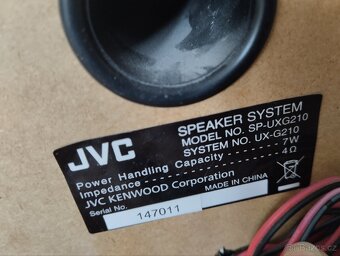 JVC
SPEAKER SYSTEM
MODEL NO. SP-UXG210
SYSTEM NO. UX-G210
Power Handling Capacity 7W
Impedance 4Ω
JVC KENWOOD Corporation
MADE IN CHINA
Serial No. 147011